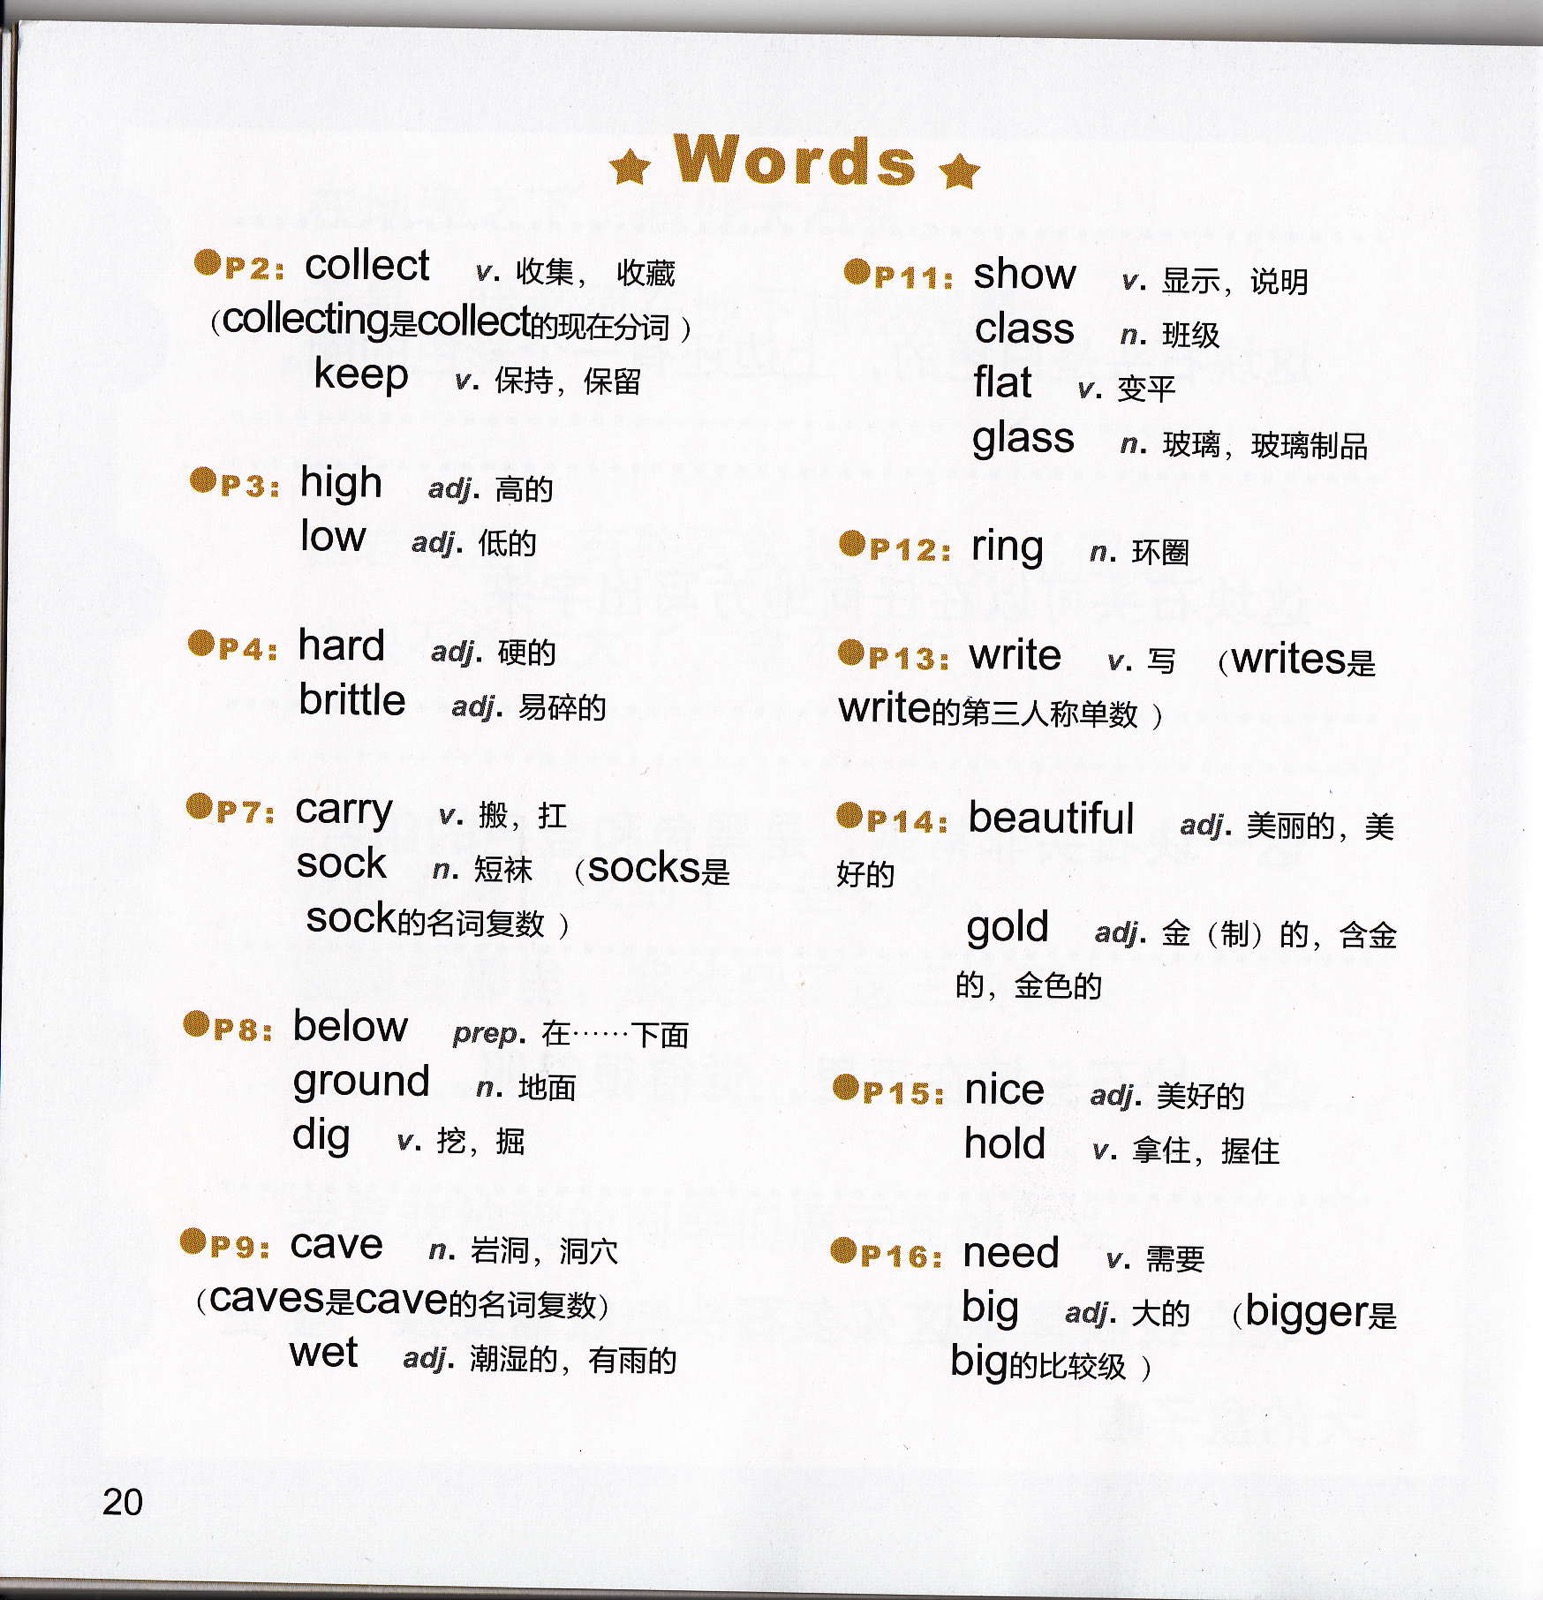 ★ Words ★
●P2: collect v. 收集， 收藏
（collecting是collect的现在分词 ）
keep v. 保持，保留
●P3: high adj. 高的
low adj. 低的
●P4: hard adj. 硬的
brittle adj. 易碎的
●P7: carry v. 搬，扛
sock n. 短袜 （socks是
sock的名词复数 ）
●P8: below prep. 在……下面
ground n. 地面
dig v. 挖，掘
●P9: cave n. 岩洞，洞穴
（caves是cave的名词复数）
wet adj. 潮湿的，有雨的
●P11: show v. 显示，说明
class n. 班级
flat v. 变平
glass n. 玻璃，玻璃制品
●P12: ring n. 环圈
●P13: write v. 写 （writes是
write的第三人称单数 ）
●P14: beautiful adj. 美丽的，美
好的
gold adj. 金（制）的，含金
的，金色的
●P15: nice adj. 美好的
hold v. 拿住，握住
●P16: need v. 需要
big adj. 大的 （bigger是
big的比较级 ）
20